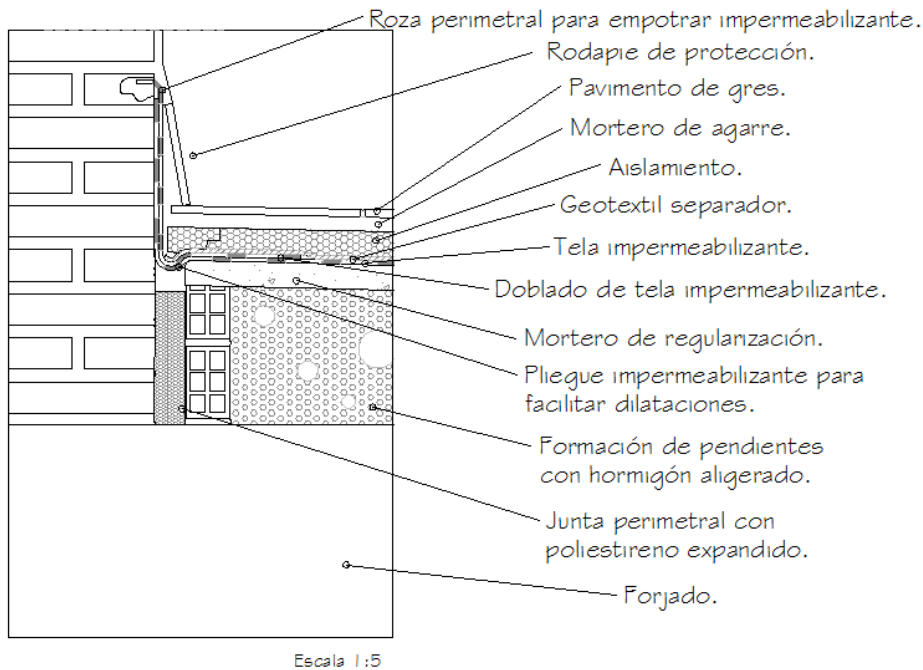 Roza perimetral para empotrar impermeabilizante.
Rodapie de protección.
Pavimento de gres.
Mortero de agarre.
Aislamiento.
Geotextil separador.
Tela impermeabilizante.
Doblado de tela impermeabilizante.
Mortero de regularización.
Pliegue impermeabilizante para
facilitar dilataciones.
Formación de pendientes
con hormigón aligerado.
Junta perimetral con
poliestireno expandido.
Forjado.
Escala 1:5